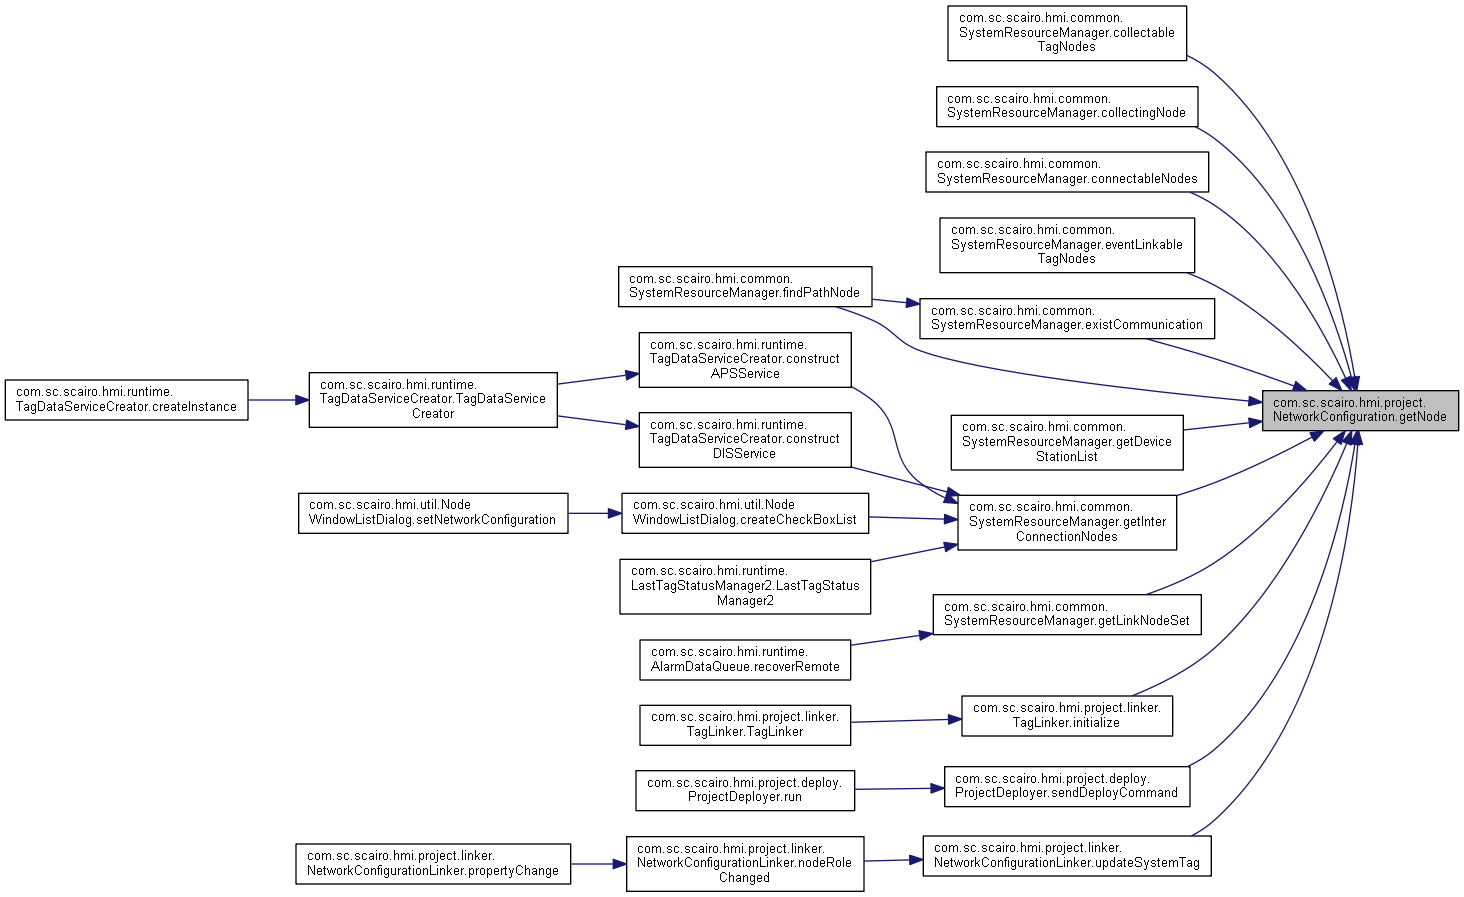 com.sc.scairo.hmi.common.
SystemResourceManager.collectable
TagNodes
com.sc.scairo.hmi.common.
SystemResourceManager.collectingNode
com.sc.scairo.hmi.common.
SystemResourceManager.connectableNodes
com.sc.scairo.hmi.common.
SystemResourceManager.eventLinkable
TagNodes
com.sc.scairo.hmi.common.
SystemResourceManager.findPathNode
com.sc.scairo.hmi.common.
SystemResourceManager.existCommunication
com.sc.scairo.hmi.runtime.
TagDataServiceCreator.construct
APSService
com.sc.scairo.hmi.runtime.
TagDataServiceCreator.createInstance
com.sc.scairo.hmi.runtime.
TagDataServiceCreator.TagDataService
Creator
com.sc.scairo.hmi.project.
NetworkConfiguration.getNode
com.sc.scairo.hmi.runtime.
TagDataServiceCreator.construct
DISService
com.sc.scairo.hmi.common.
SystemResourceManager.getDevice
StationList
com.sc.scairo.hmi.util.Node
WindowListDialog.setNetworkConfiguration
com.sc.scairo.hmi.util.Node
WindowListDialog.createCheckBoxList
com.sc.scairo.hmi.common.
SystemResourceManager.getInter
ConnectionNodes
com.sc.scairo.hmi.runtime.
LastTagStatusManager2.LastTagStatus
Manager2
com.sc.scairo.hmi.common.
SystemResourceManager.getLinkNodeSet
com.sc.scairo.hmi.runtime.
AlarmDataQueue.recoverRemote
com.sc.scairo.hmi.project.linker.
TagLinker.TagLinker
com.sc.scairo.hmi.project.linker.
TagLinker.initialize
com.sc.scairo.hmi.project.deploy.
ProjectDeployer.run
com.sc.scairo.hmi.project.deploy.
ProjectDeployer.sendDeployCommand
com.sc.scairo.hmi.project.linker.
NetworkConfigurationLinker.propertyChange
com.sc.scairo.hmi.project.linker.
NetworkConfigurationLinker.nodeRole
Changed
com.sc.scairo.hmi.project.linker.
NetworkConfigurationLinker.updateSystemTag